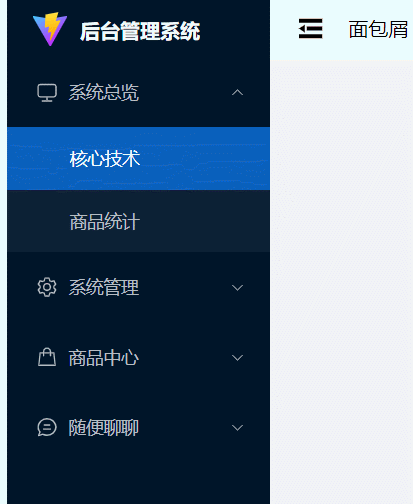 后台管理系统
面包屑
系统总览
核心技术
商品统计
系统管理
商品中心
随便聊聊